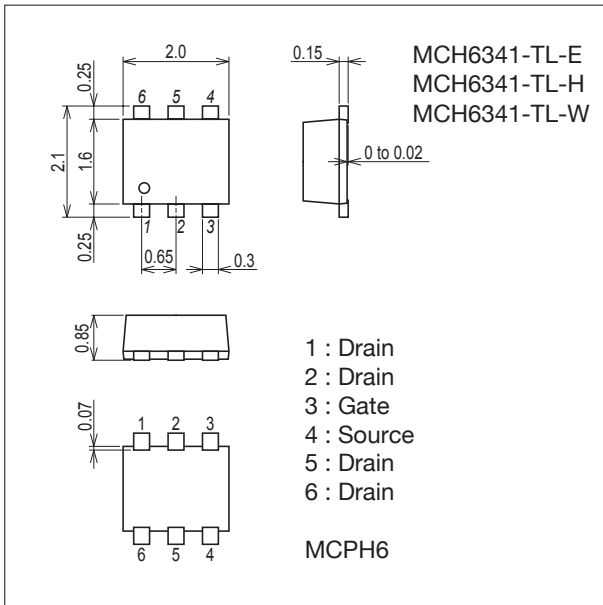 MCH6341-TL-E
MCH6341-TL-H
MCH6341-TL-W
2.0
0.15
0.25
6 5 4
2.1
1.6
0 to 0.02
1 2 3
0.25
0.65
0.3
0.85
1 : Drain
2 : Drain
3 : Gate
4 : Source
5 : Drain
6 : Drain
0.07
1 2 3
6 5 4
MCPH6